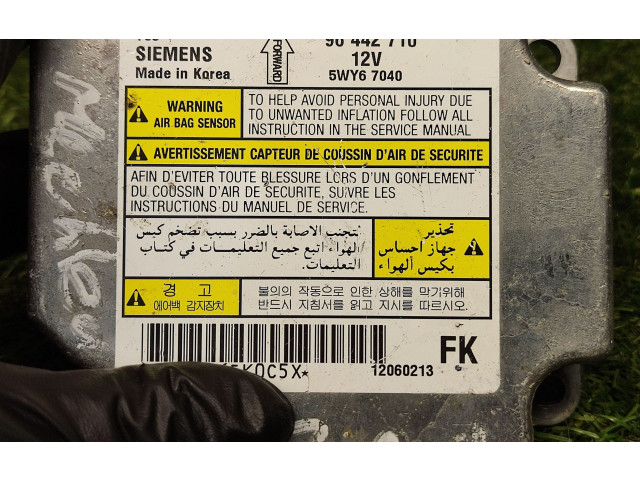 SIEMENS
Made in Korea
FORWARD
96 442 710
12V
5WY6 7040
WARNING
AIR BAG SENSOR
TO HELP AVOID PERSONAL INJURY DUE
TO UNWANTED INFLATION FOLLOW ALL
INSTRUCTION IN THE SERVICE MANUAL
AVERTISSEMENT CAPTEUR DE COUSSIN D'AIR DE SECURITE
AFIN D'EVITER TOUTE BLESSURE LORS D'UN GONFLEMENT
DU COUSSIN D'AIR DE SECURITE, SUIVRE LES
INSTRUCTIONS DU MANUEL DE SERVICE.
تحذير
جهاز احساس
بكيس الهواء
لتجنب الاصابة بالضرر بسبب تضخم كيس
الهواء اتبع جميع التعليمات في كتاب
التعليمات.
경 고
에어백 감지장치
불의의 작동으로 인한 상해를 막기위해
반드시 지침서를 읽고 지시를 따르시오.
5K0C5X*
12060213
FK